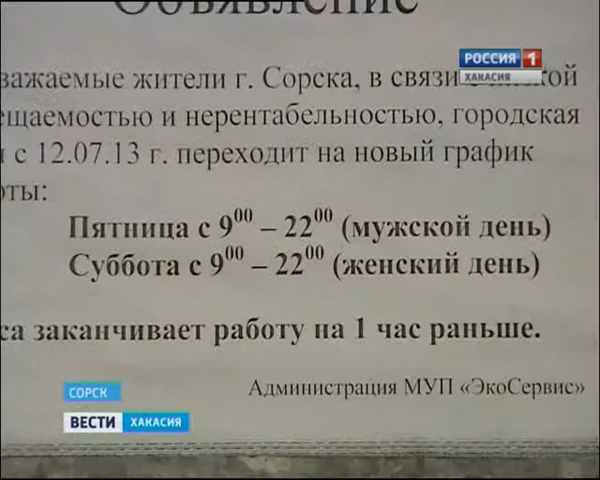 Объявление
важаемые жители г. Сорска, в связи с
ещаемостью и нерентабельностью, городская
с 12.07.13 г. переходит на новый график
оты:
Пятница с 9⁰⁰ – 22⁰⁰ (мужской день)
Суббота с 9⁰⁰ – 22⁰⁰ (женский день)
са заканчивает работу на 1 час раньше.
Администрация МУП «ЭкоСервис»
РОССИЯ 1
ХАКАСИЯ
СОРСК
ВЕСТИ ХАКАСИЯ